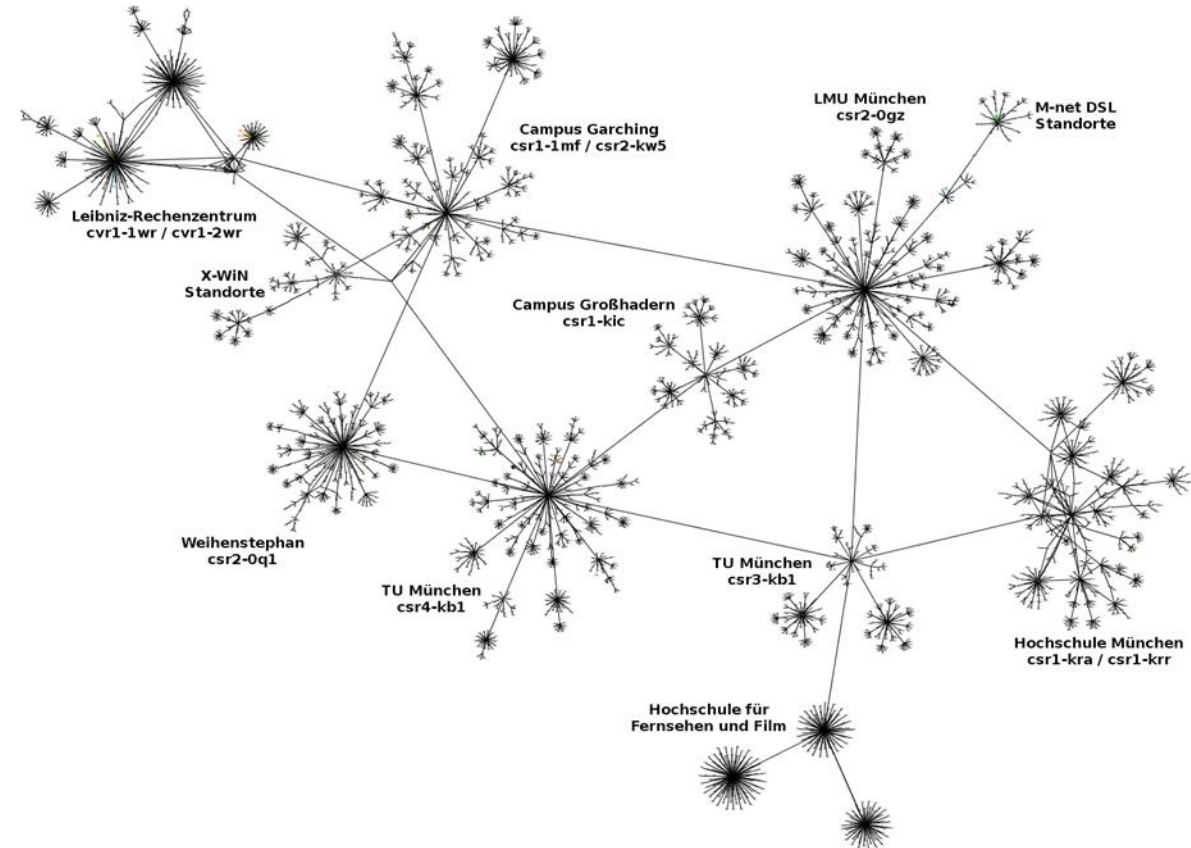 LMU München
csr2-0gz
M-net DSL
Standorte
Campus Garching
csr1-1mf / csr2-kw5
Leibniz-Rechenzentrum
cvr1-1wr / cvr1-2wr
X-WiN
Standorte
Campus Großhadern
csr1-kic
Weihenstephan
csr2-0q1
TU München
csr4-kb1
TU München
csr3-kb1
Hochschule München
csr1-kra / csr1-krr
Hochschule für
Fernsehen und Film